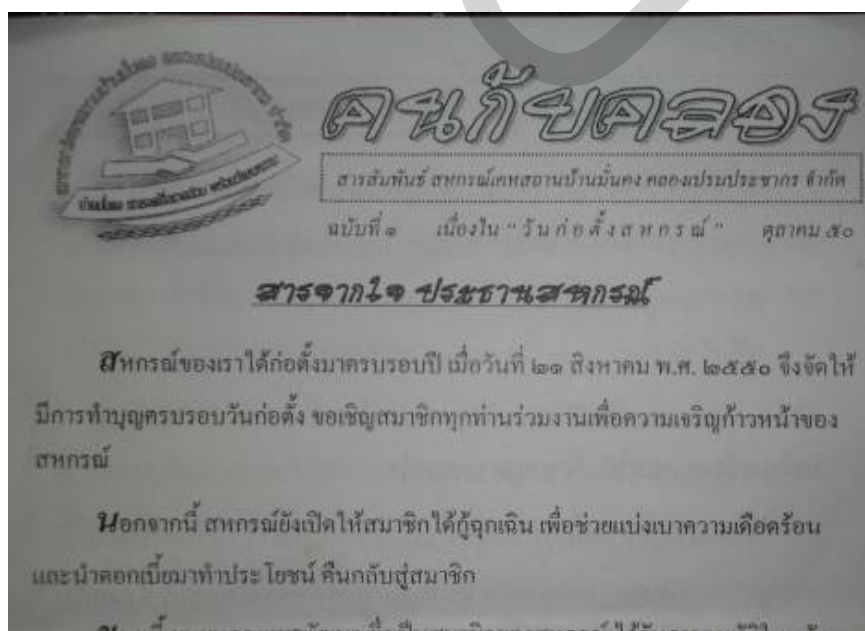 คนกับคลอง
สารสัมพันธ์ สหกรณ์เคหสถานบ้านมั่นคง คลองเปรมประชากร จำกัด
ฉบับที่ ๑ เนื่องใน “ วันก่อตั้งสหกรณ์ ” ตุลาคม ๕๐
สารจากใจ ประธานสหกรณ์
สหกรณ์ของเราได้ก่อตั้งมาครบรอบปี เมื่อวันที่ ๒๑ สิงหาคม พ.ศ. ๒๕๕๐ จึงจัดให้
มีการทำบุญครบรอบวันก่อตั้ง ขอเชิญสมาชิกทุกท่านร่วมงานเพื่อความเจริญก้าวหน้าของ
สหกรณ์
นอกจากนี้ สหกรณ์ยังเปิดให้สมาชิกได้กู้ฉุกเฉิน เพื่อช่วยแบ่งเบาความเดือดร้อน
และนำดอกเบี้ยมาทำประโยชน์ คืนกลับสู่สมาชิก